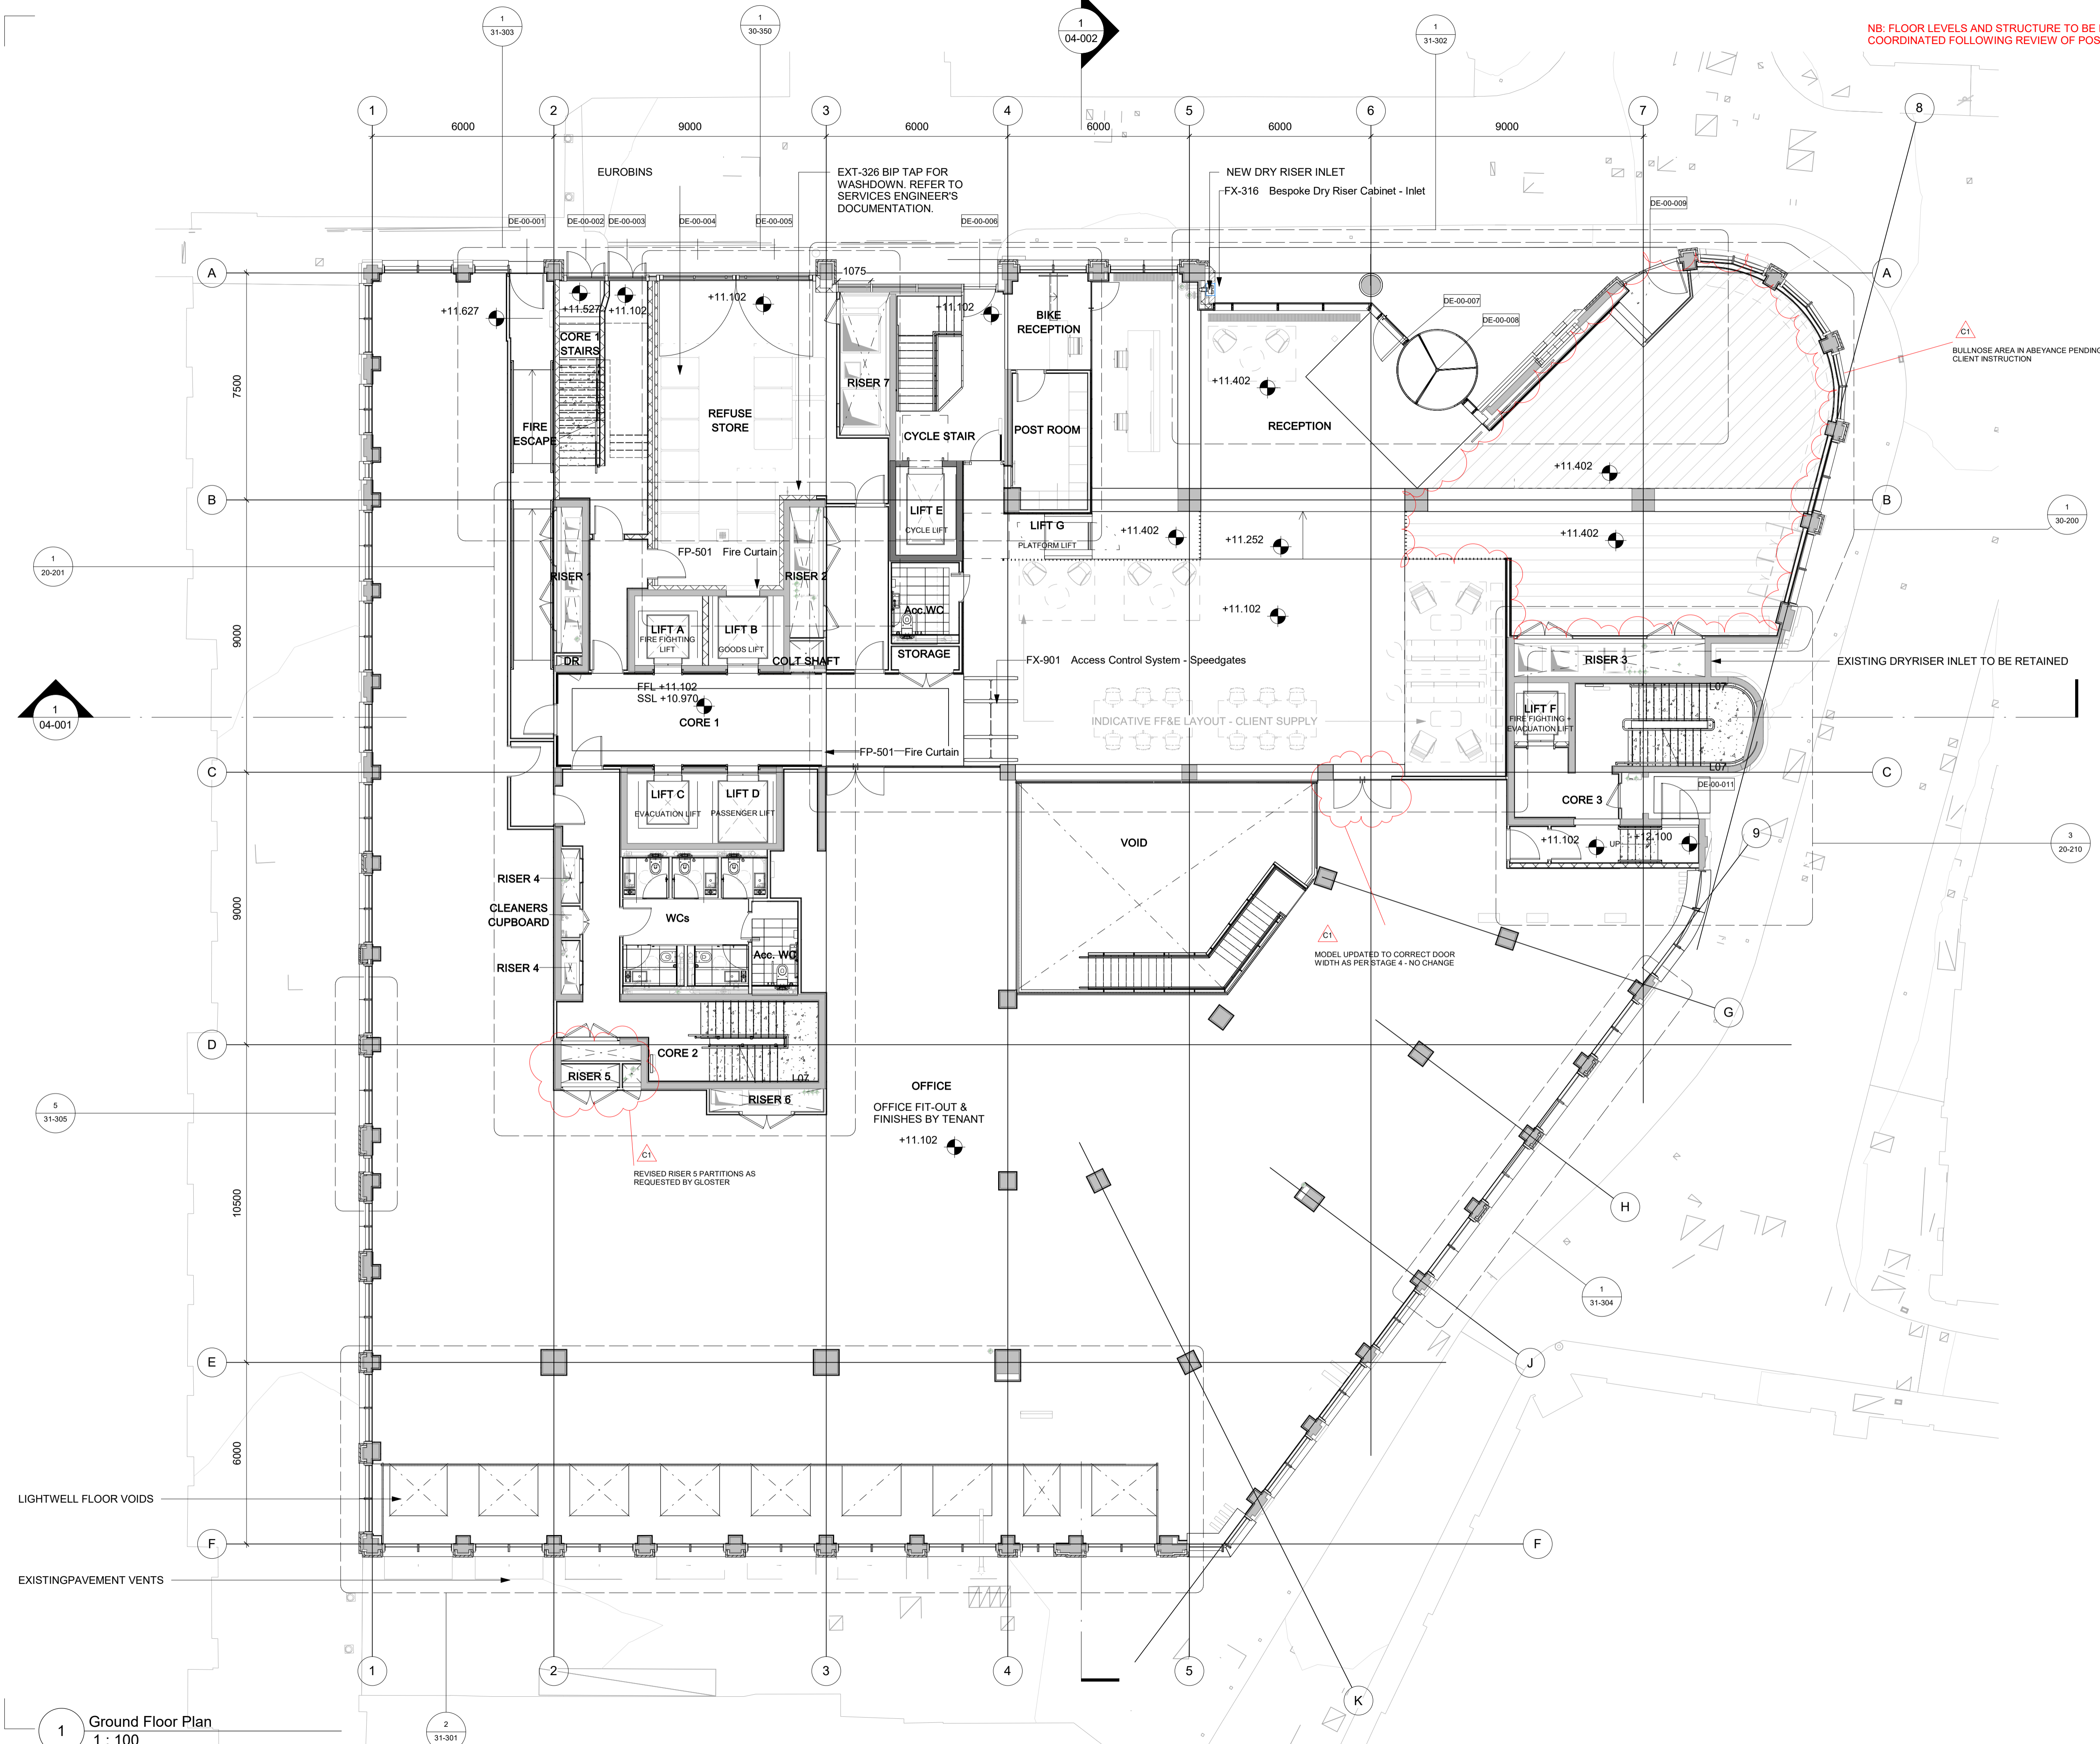 1
31-303
1
30-350
1
04-002
1
31-302
NB: FLOOR LEVELS AND STRUCTURE TO BE
COORDINATED FOLLOWING REVIEW OF POS
1
2
3
4
5
6
7
8
6000
9000
6000
6000
6000
9000
EUROBINS
EXT-326 BIP TAP FOR
WASHDOWN. REFER TO
SERVICES ENGINEER'S
DOCUMENTATION.
NEW DRY RISER INLET
FX-316 Bespoke Dry Riser Cabinet - Inlet
DE-00-001
DE-00-002
DE-00-003
DE-00-004
DE-00-005
DE-00-006
DE-00-009
A
A
1075
+11.627
+11.527
+11.102
+11.102
+11.102
CORE 1
STAIRS
BIKE
RECEPTION
DE-00-007
DE-00-008
C1
BULLNOSE AREA IN ABEYANCE PENDING
CLIENT INSTRUCTION
7500
RISER 7
+11.402
REFUSE
STORE
FIRE
ESCAPE
CYCLE STAIR
POST ROOM
RECEPTION
+11.402
B
B
LIFT E
CYCLE LIFT
LIFT G
PLATFORM LIFT
+11.402
+11.252
+11.402
1
30-200
FP-501 Fire Curtain
1
20-201
RISER 1
RISER 2
9000
Acc.WC
+11.102
LIFT A
FIRE FIGHTING
LIFT
LIFT B
GOODS LIFT
DR
COLT SHAFT
STORAGE
FX-901 Access Control System - Speedgates
RISER 3
EXISTING DRYRISER INLET TO BE RETAINED
FFL +11.102
SSL +10.970
CORE 1
1
04-001
INDICATIVE FF&E LAYOUT - CLIENT SUPPLY
L07
LIFT F
FIRE FIGHTING +
EVACUATION LIFT
FP-501 Fire Curtain
L07
C
C
LIFT C
EVACUATION LIFT
LIFT D
PASSENGER LIFT
DE-00-011
CORE 3
VOID
+11.102
UP
+12.100
9
3
20-210
RISER 4
CLEANERS
CUPBOARD
9000
WCs
Acc. WC
RISER 4
C1
MODEL UPDATED TO CORRECT DOOR
WIDTH AS PER STAGE 4 - NO CHANGE
G
D
CORE 2
RISER 5
L07
RISER 6
OFFICE
OFFICE FIT-OUT &
FINISHES BY TENANT
+11.102
5
31-305
C1
REVISED RISER 5 PARTITIONS AS
REQUESTED BY GLOSTER
10500
H
1
31-304
E
J
6000
LIGHTWELL FLOOR VOIDS
F
F
EXISTINGPAVEMENT VENTS
1
2
3
4
5
K
1
Ground Floor Plan
1 : 100
2
31-301